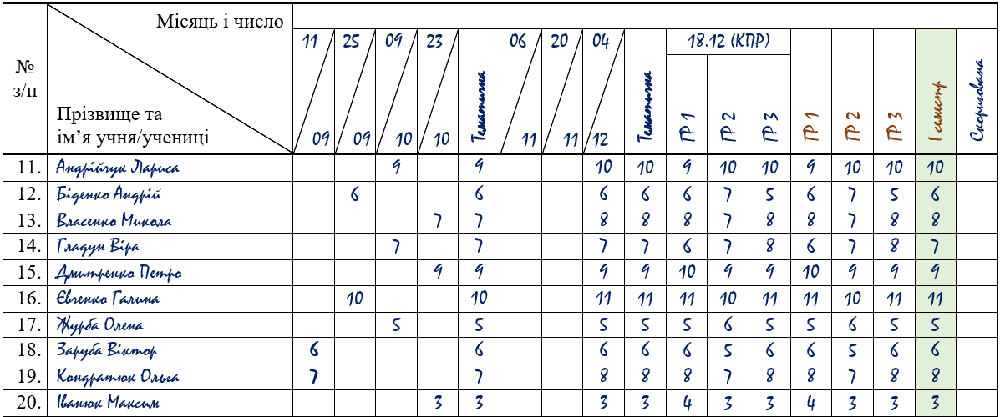 Місяць і число
11 25 09 23 06 20 04 18.12 (КПР)
№ з/п
Тематична Тематична ГР 1 ГР 2 ГР 3 ГР 1 ГР 2 ГР 3 І семестр Скоригована
Прізвище та
ім’я учня/учениці
09 09 10 10 11 11 12
11. Андрійчук Лариса 9 9 10 10 9 10 10 9 10 10 10
12. Біденко Андрій 6 6 6 6 6 7 5 6 7 5 6
13. Власенко Микола 7 7 8 8 8 7 8 8 7 8 8
14. Гладун Віра 7 7 7 7 6 7 8 6 7 8 7
15. Дмитренко Петро 9 9 9 9 10 9 9 10 9 9 9
16. Євченко Галина 10 10 11 11 11 10 11 11 10 11 11
17. Журба Олена 5 5 5 5 5 6 5 5 6 5 5
18. Заруба Віктор 6 6 6 6 6 5 6 6 5 6 6
19. Кондратюк Ольга 7 7 8 8 8 7 8 8 7 8 8
20. Іванюк Максим 3 3 3 3 4 3 3 4 3 3 3